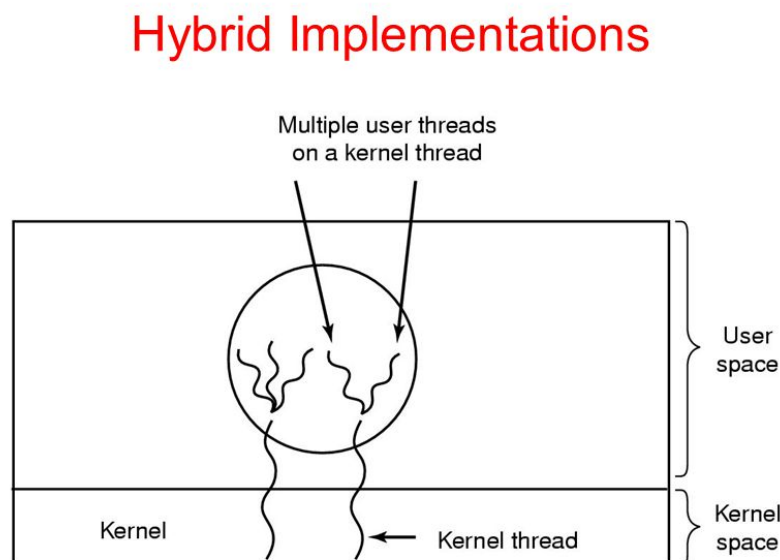 Hybrid Implementations
Multiple user threads
on a kernel thread
User
space
Kernel
Kernel thread
Kernel
space